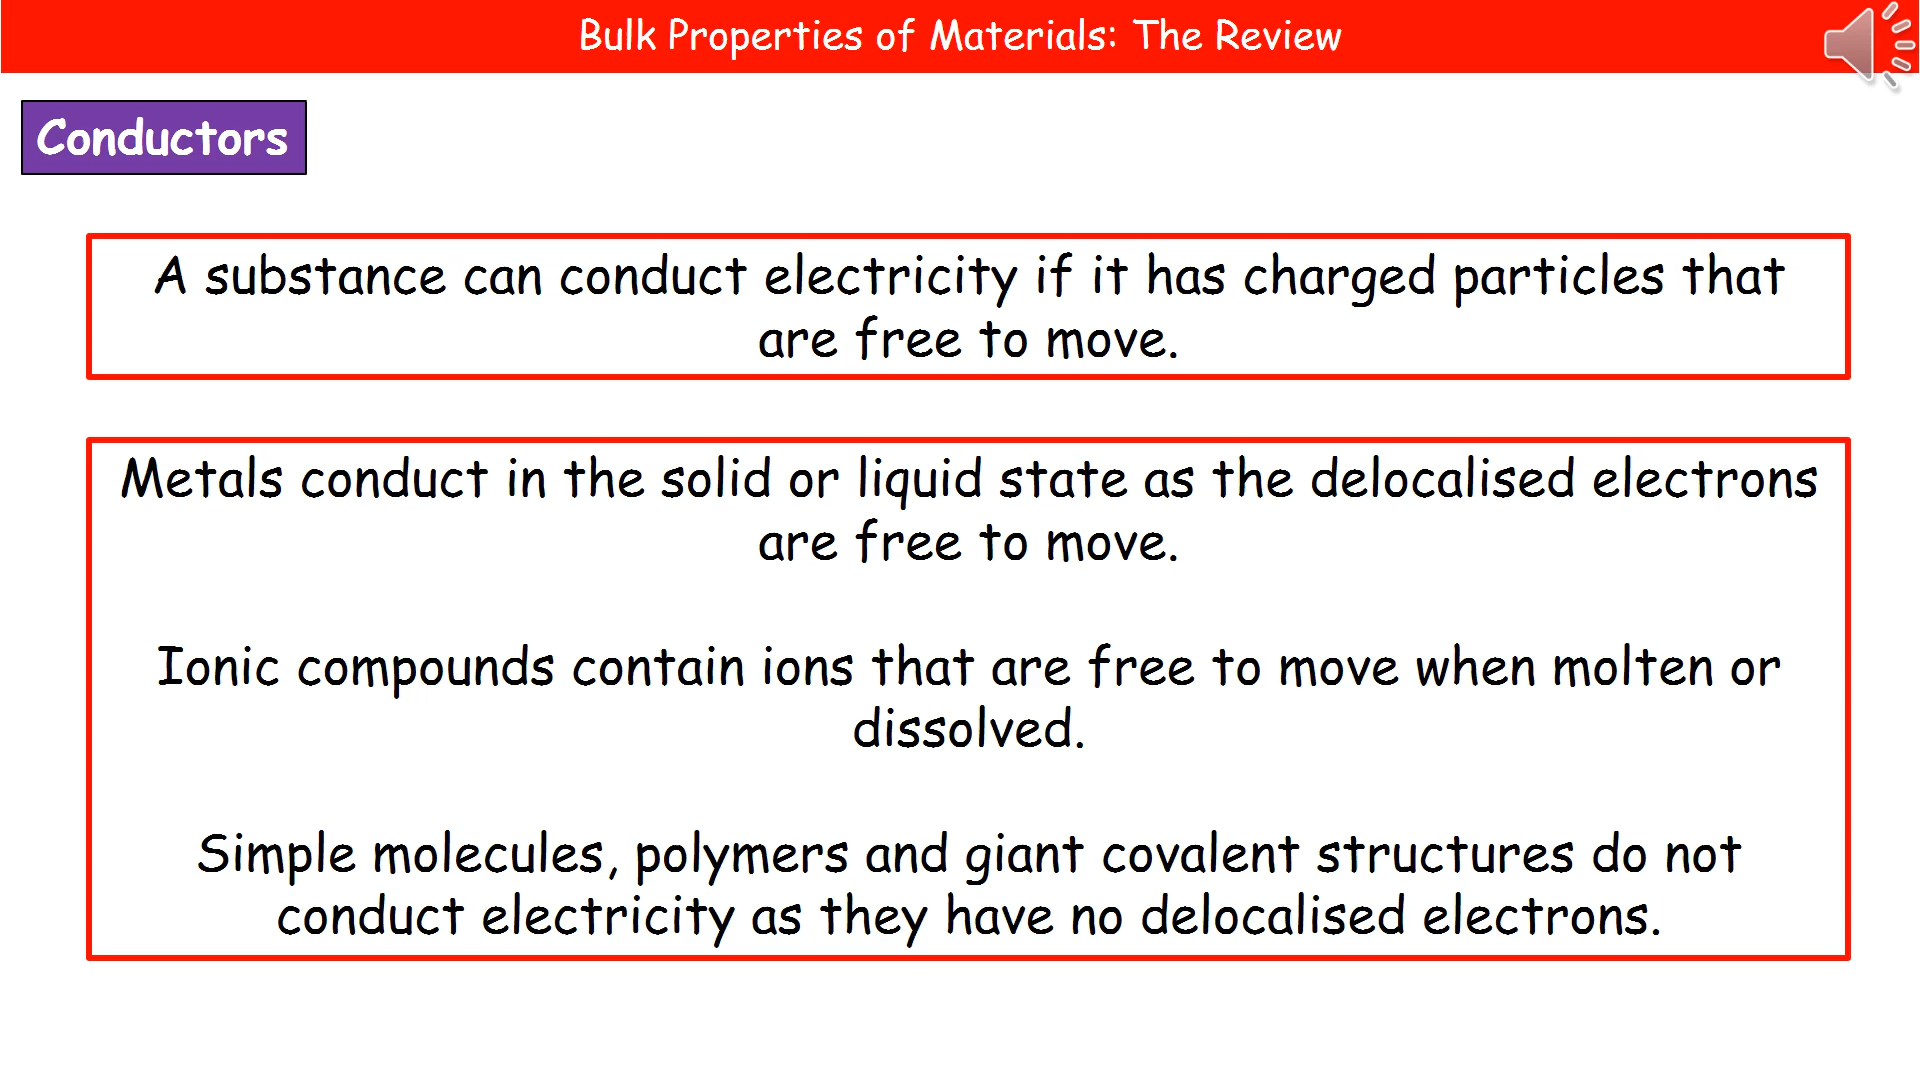 Bulk Properties of Materials: The Review
Conductors
A substance can conduct electricity if it has charged particles that
are free to move.
Metals conduct in the solid or liquid state as the delocalised electrons
are free to move.
Ionic compounds contain ions that are free to move when molten or
dissolved.
Simple molecules, polymers and giant covalent structures do not
conduct electricity as they have no delocalised electrons.